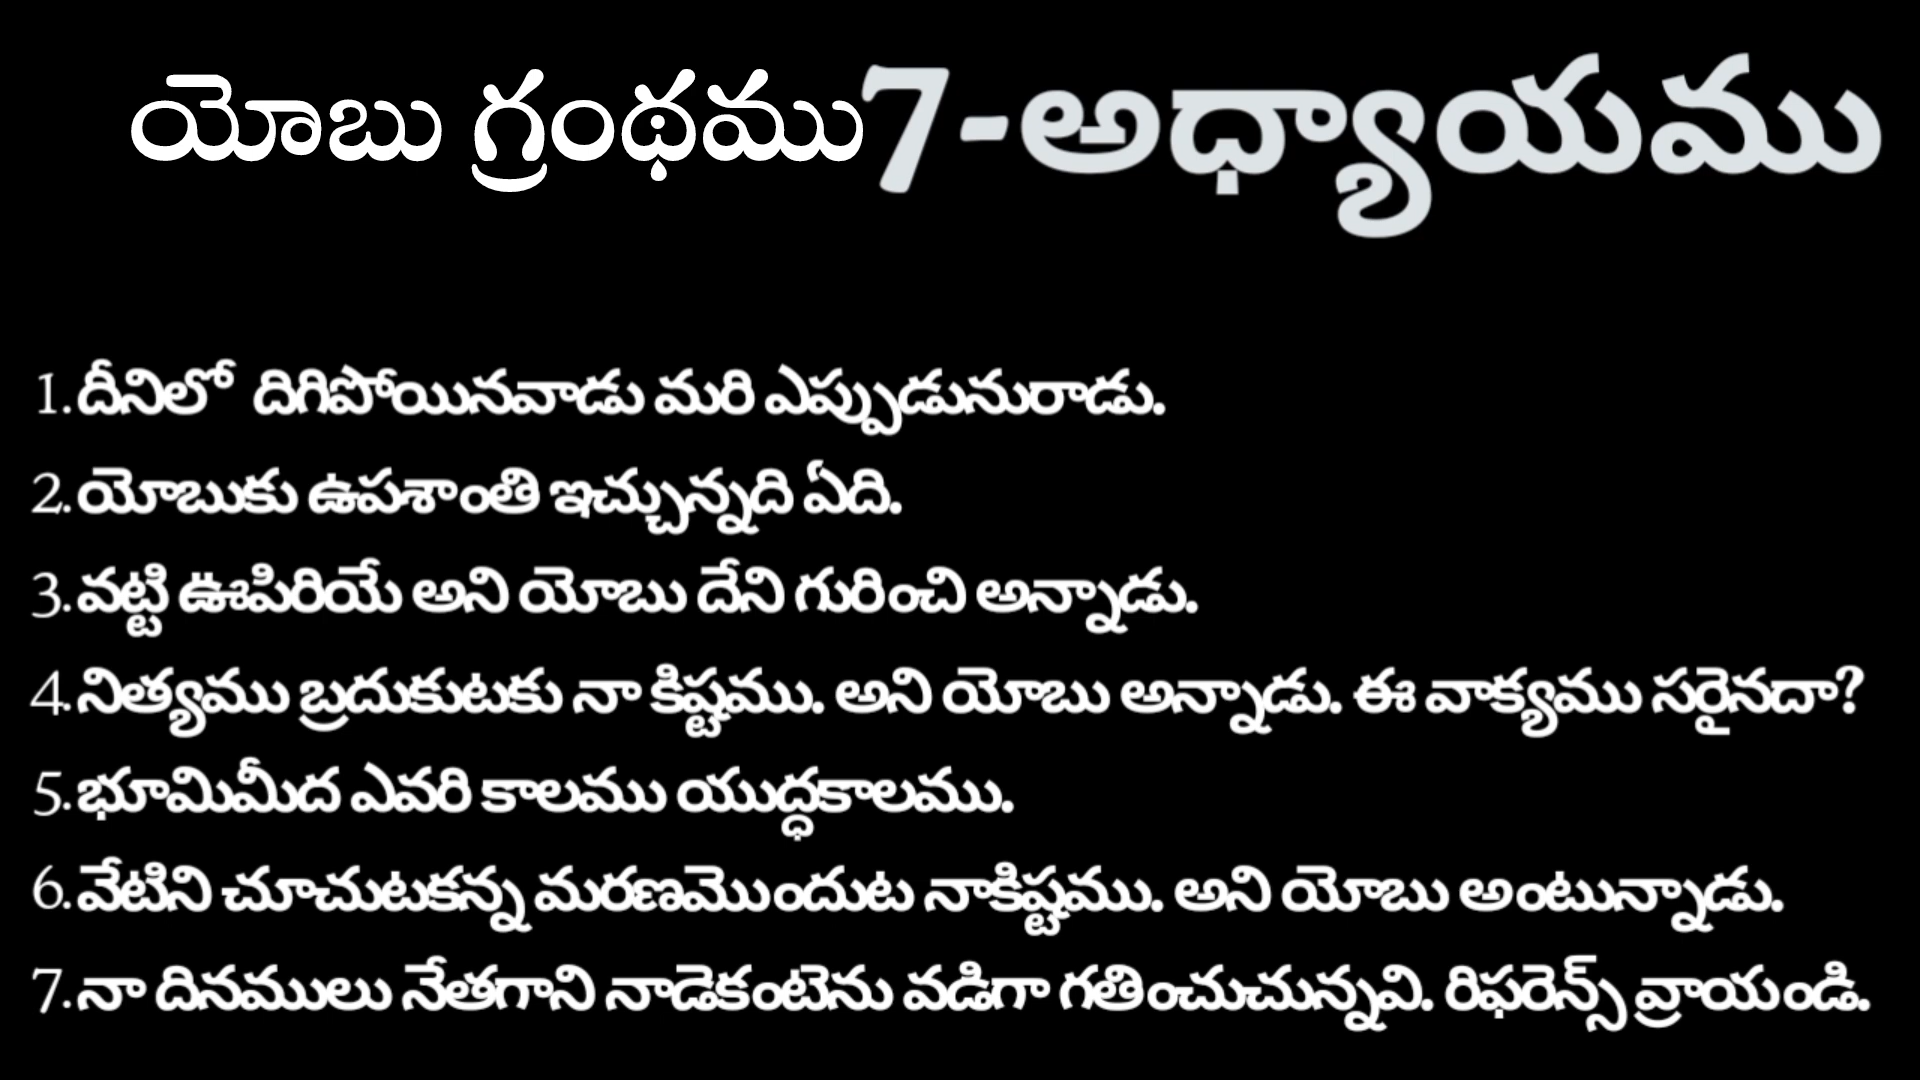 యోబు గ్రంథము7-అధ్యాయము
1.దీనిలో దిగిపోయినవాడు మరి ఎప్పుడునురాడు.
2.యోబుకు ఉపశాంతి ఇచ్చున్నది ఏది.
3.వట్టి ఊపిరియే అని యోబు దేని గురించి అన్నాడు.
4.నిత్యము బ్రదుకుటకు నా కిష్టము. అని యోబు అన్నాడు. ఈ వాక్యము సరైనదా?
5.భూమిమీద ఎవరి కాలము యుద్ధకాలము.
6.వేటిని చూచుటకన్న మరణమొందుట నాకిష్టము. అని యోబు అంటున్నాడు.
7.నా దినములు నేతగాని నాడెకంటెను వడిగా గతించుచున్నవి. రిఫరెన్స్ వ్రాయండి.